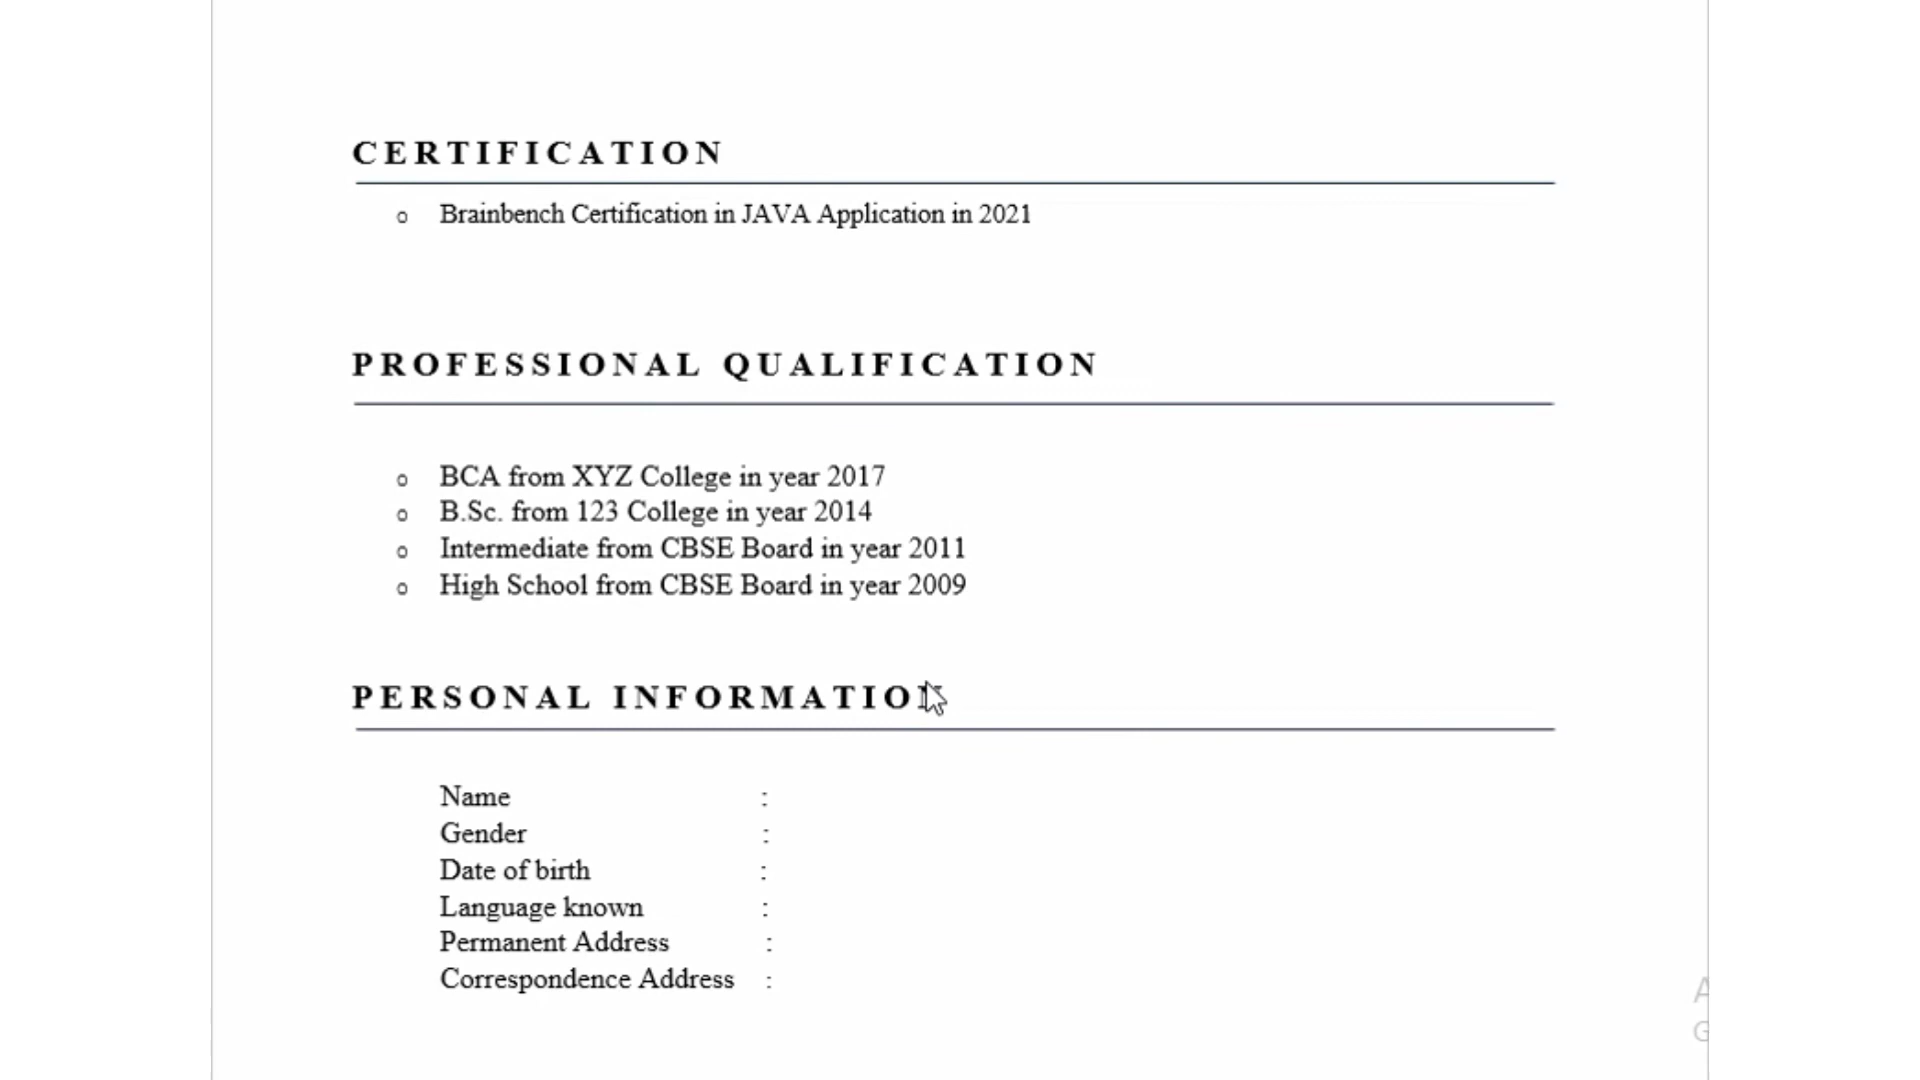 CERTIFICATION
o Brainbench Certification in JAVA Application in 2021
PROFESSIONAL QUALIFICATION
o BCA from XYZ College in year 2017
o B.Sc. from 123 College in year 2014
o Intermediate from CBSE Board in year 2011
o High School from CBSE Board in year 2009
PERSONAL INFORMATION
Name :
Gender :
Date of birth :
Language known :
Permanent Address :
Correspondence Address :